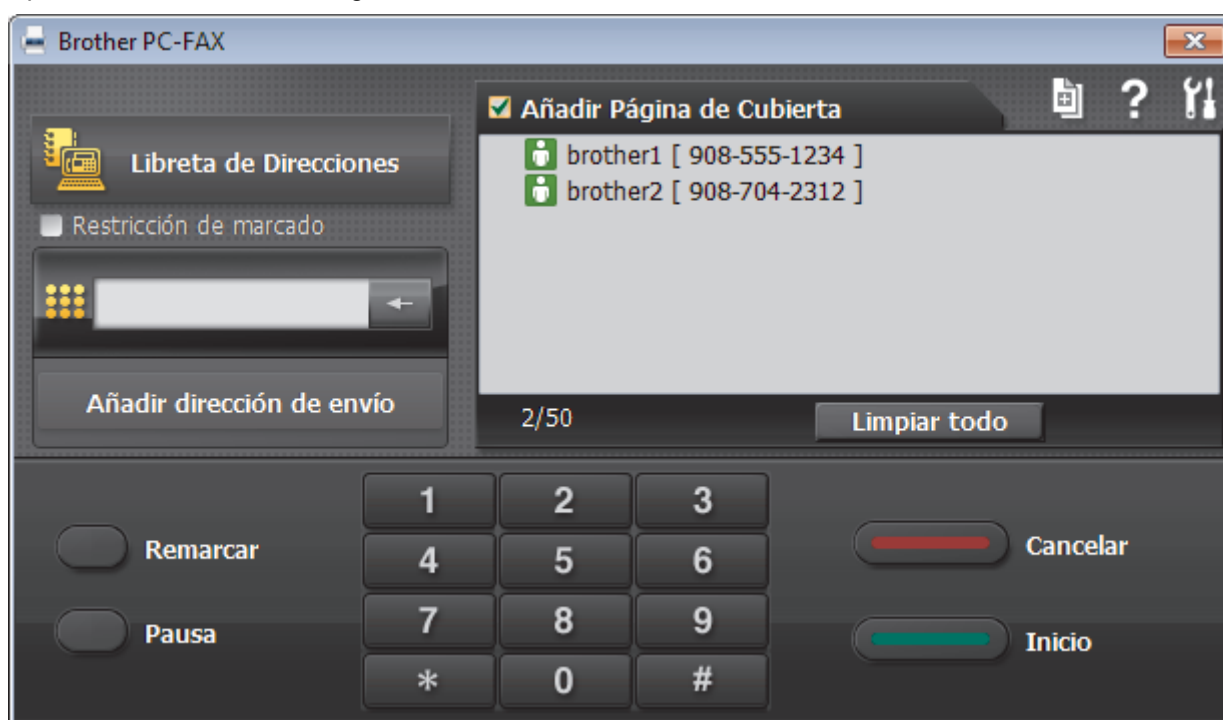 Brother PC-FAX
Añadir Página de Cubierta
?
Libreta de Direcciones
brother1 [ 908-555-1234 ]
brother2 [ 908-704-2312 ]
Restricción de marcado
Añadir dirección de envío
2/50
Limpiar todo
1 2 3
4 5 6
7 8 9
* 0 #
Remarcar
Pausa
Cancelar
Inicio